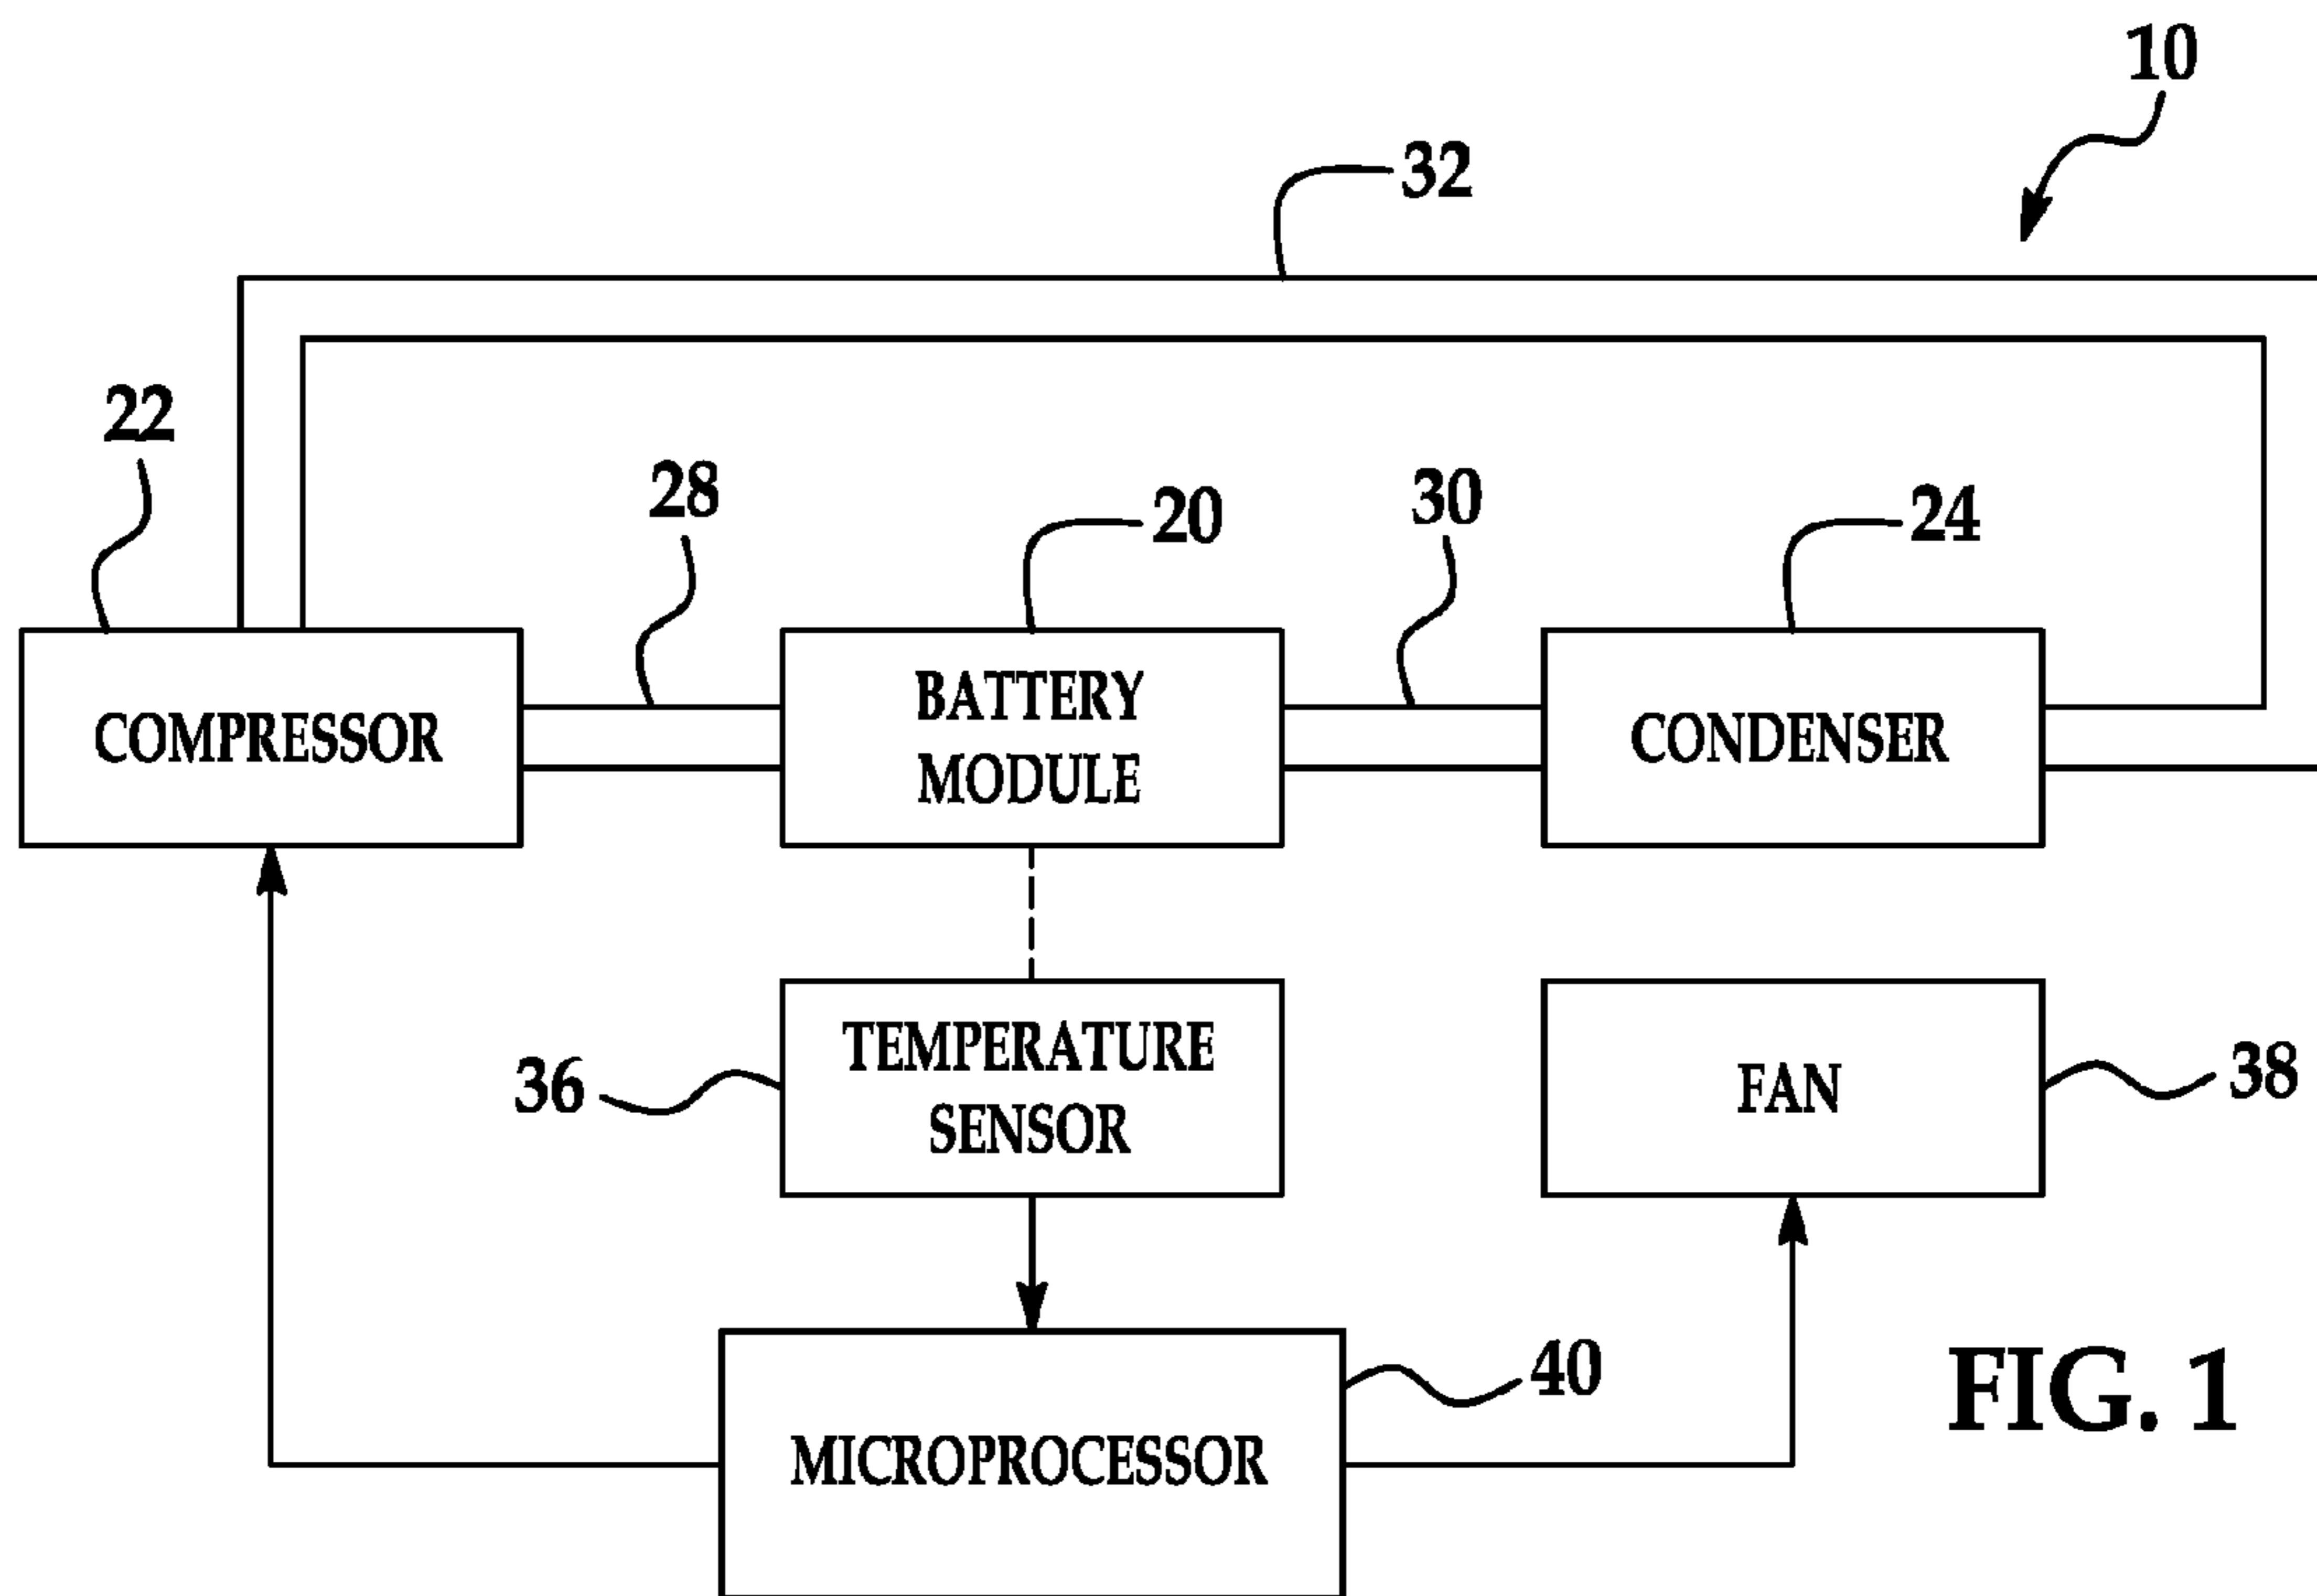 10
32
22
28
20
30
24
COMPRESSOR
BATTERY
MODULE
CONDENSER
36
TEMPERATURE
SENSOR
FAN
38
40
MICROPROCESSOR
FIG. 1